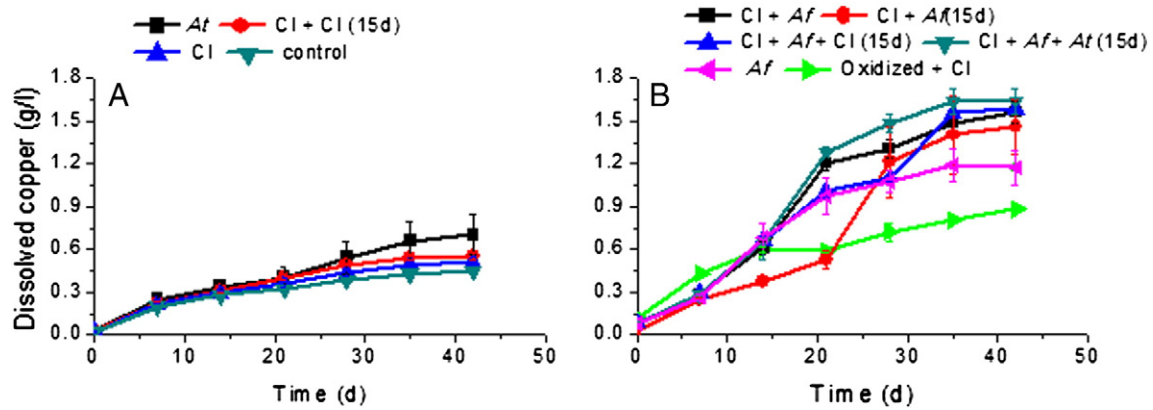 At Cl + Cl (15d)
Cl control
A
Dissolved copper (g/l)
1.8
1.5
1.2
0.9
0.6
0.3
0.0
0 10 20 30 40 50
Time (d)
Cl + Af Cl + Af(15d)
Cl + Af + Cl (15d) Cl + Af + At (15d)
Af Oxidized + Cl
B
1.8
1.5
1.2
0.9
0.6
0.3
0.0
0 10 20 30 40 50
Time (d)